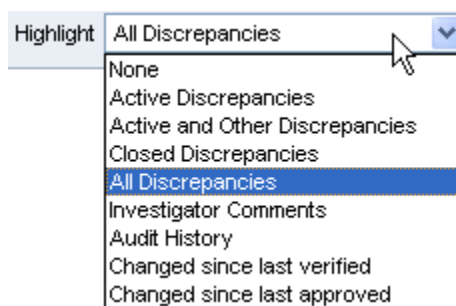 Highlight All Discrepancies
None
Active Discrepancies
Active and Other Discrepancies
Closed Discrepancies
All Discrepancies
Investigator Comments
Audit History
Changed since last verified
Changed since last approved